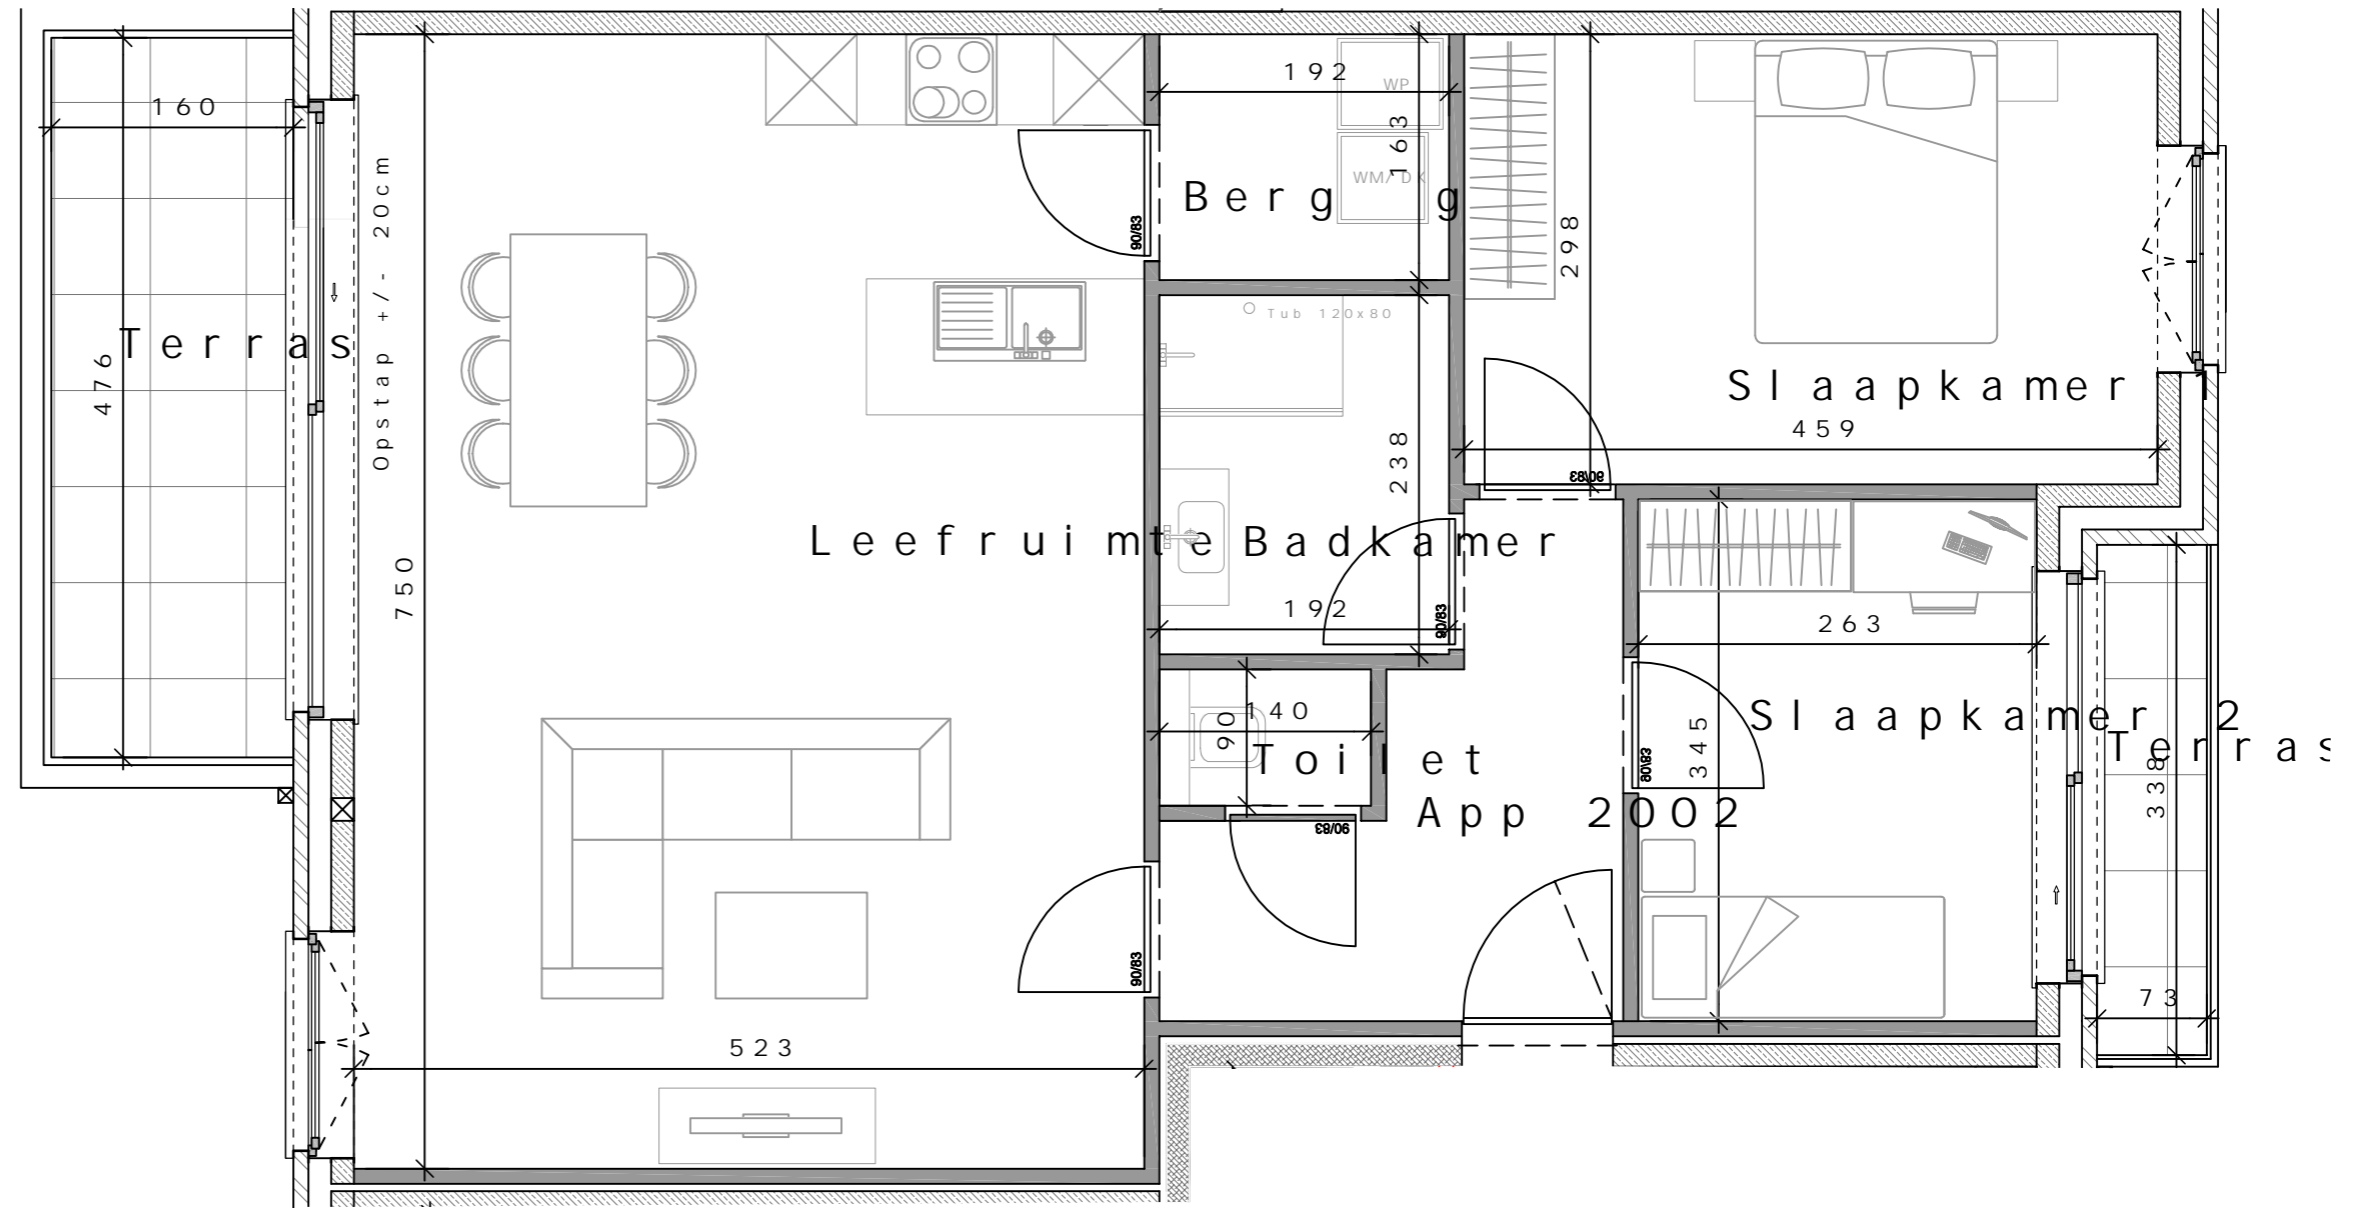 192
WP
160
163
Opstap +/- 20cm
WM/DK
Berg g
90/83
298
Tub 120x80
Terras
476
Slaapkamer 1
459
238
90/83
Leefruimte
Badkamer
750
192
90/83
263
140
90
345
Slaapkamer 2
Terras
Toilet
90/83
338
App 2002
90/83
90/83
73
523